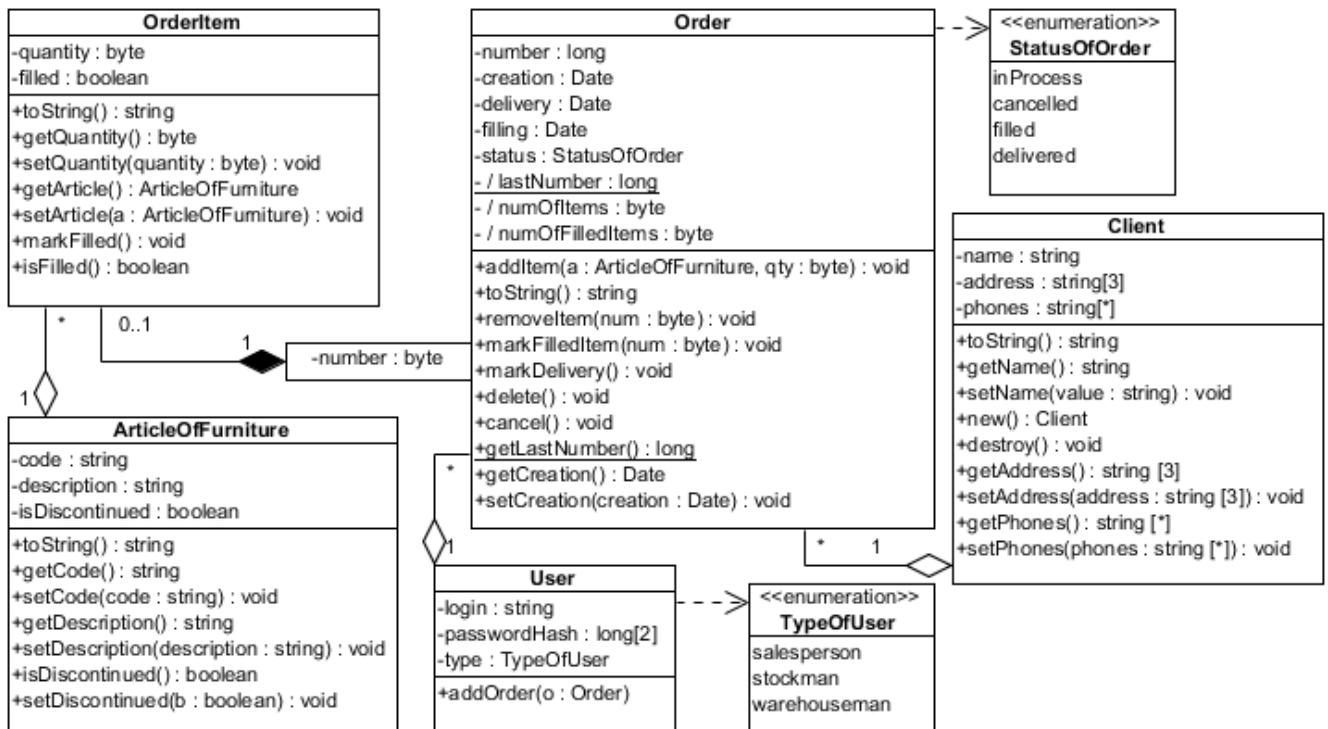 OrderItem
-quantity : byte
-filled : boolean
+toString() : string
+getQuantity() : byte
+setQuantity(quantity : byte) : void
+getArticle() : ArticleOfFurniture
+setArticle(a : ArticleOfFurniture) : void
+markFilled() : void
+isFilled() : boolean
Order
-number : long
-creation : Date
-delivery : Date
-filling : Date
-status : StatusOfOrder
- / lastNumber : long
- / numOfItems : byte
- / numOfFilledItems : byte
+addItem(a : ArticleOfFurniture, qty : byte) : void
+toString() : string
+removeItem(num : byte) : void
+markFilledItem(num : byte) : void
+markDelivery() : void
+delete() : void
+cancel() : void
+getLastNumber() : long
+getCreation() : Date
+setCreation(creation : Date) : void
<<enumeration>>
StatusOfOrder
inProcess
cancelled
filled
delivered
Client
-name : string
-address : string[3]
-phones : string[*]
+toString() : string
+getName() : string
+setName(value : string) : void
+new() : Client
+destroy() : void
+getAddress() : string [3]
+setAddress(address : string [3]) : void
+getPhones() : string [*]
+setPhones(phones : string [*]) : void
*
0..1
1
-number : byte
1
ArticleOfFurniture
-code : string
-description : string
-isDiscontinued : boolean
+toString() : string
+getCode() : string
+setCode(code : string) : void
+getDescription() : string
+setDescription(description : string) : void
+isDiscontinued() : boolean
+setDiscontinued(b : boolean) : void
*
1
User
-login : string
-passwordHash : long[2]
-type : TypeOfUser
+addOrder(o : Order)
* 1
<<enumeration>>
TypeOfUser
salesperson
stockman
warehouseman